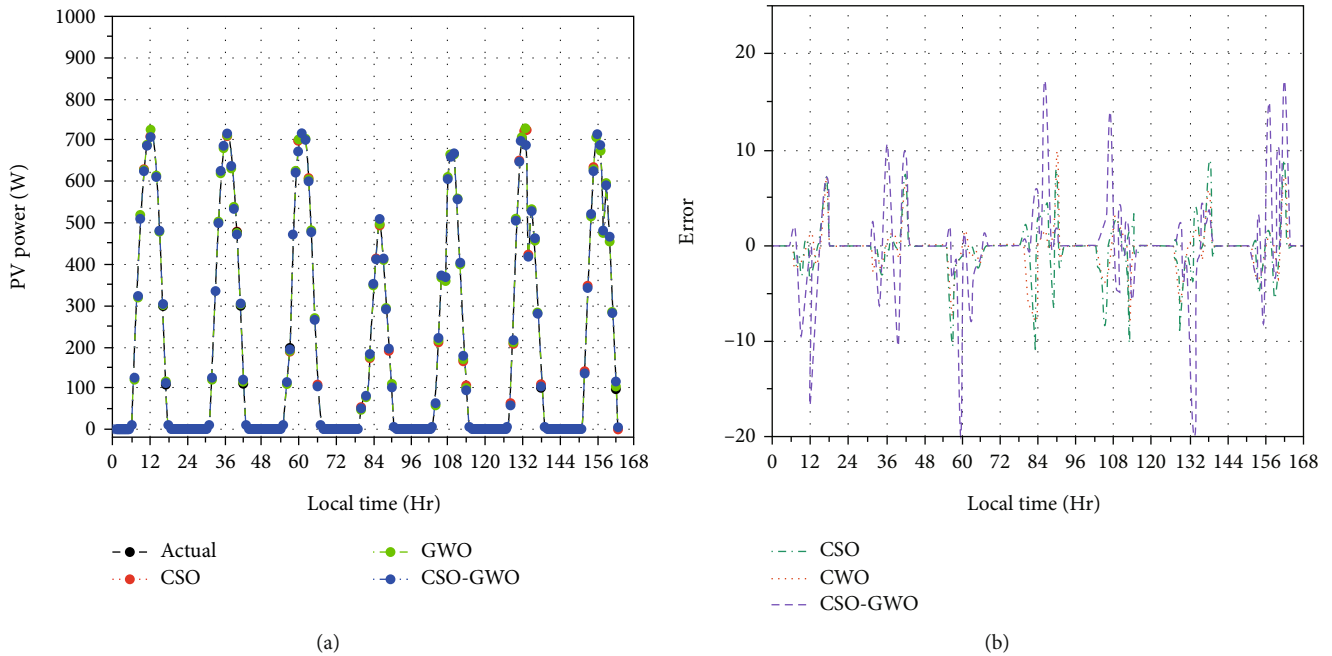 1000
900
800
700
600
500
400
300
200
100
0
PV power (W)
0 12 24 36 48 60 72 84 96 108 120 132 144 156 168
Local time (Hr)
Actual
CSO
GWO
CSO-GWO
(a)
20
10
0
−10
−20
Error
0 12 24 36 48 60 72 84 96 108 120 132 144 156 168
Local time (Hr)
CSO
CWO
CSO-GWO
(b)